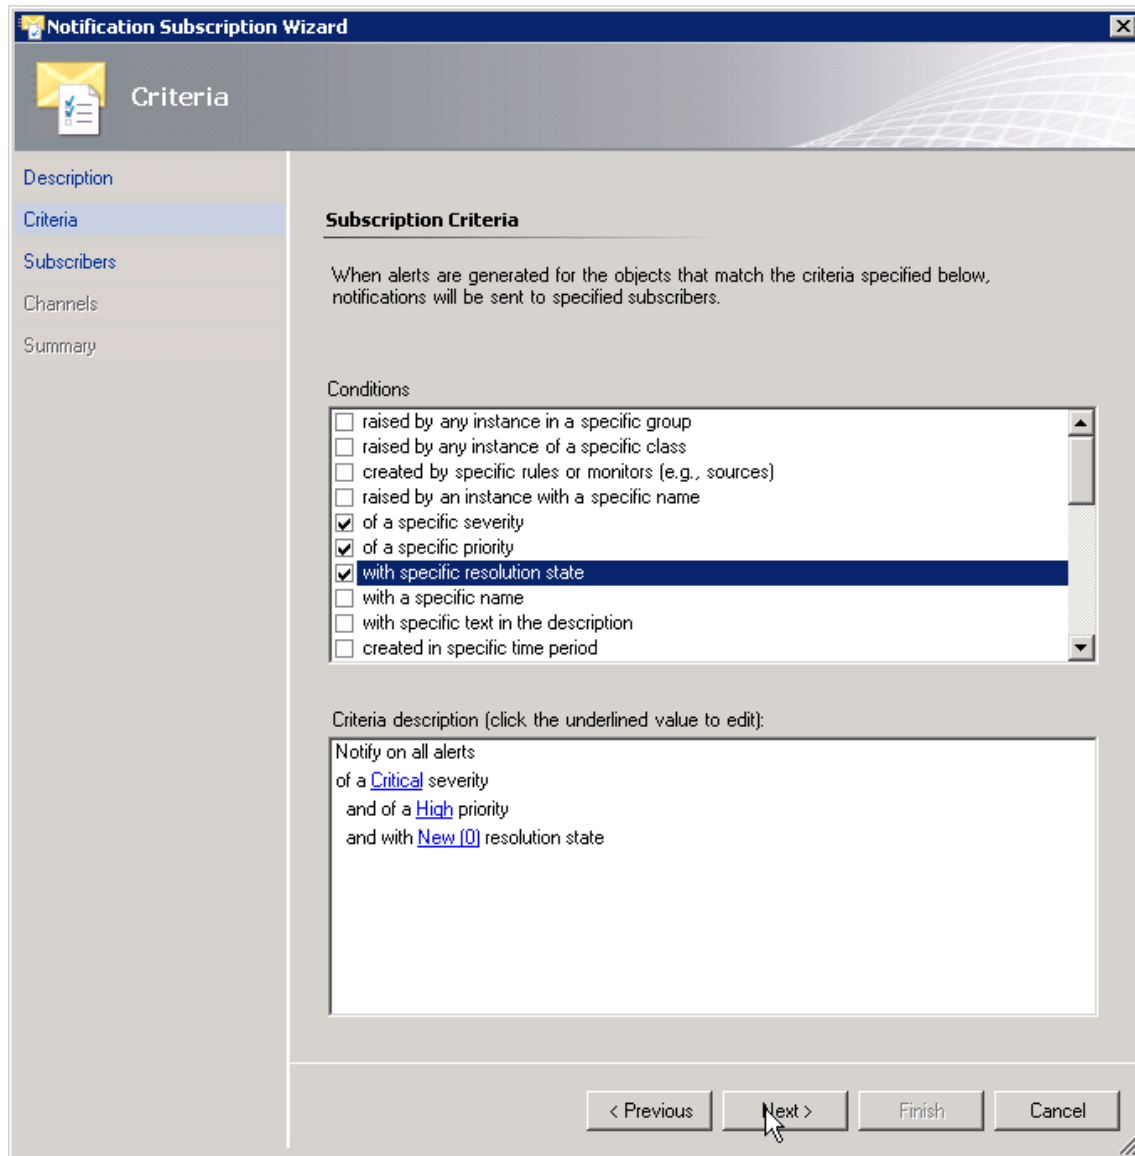 Notification Subscription Wizard
Criteria
Description
Criteria
Subscribers
Channels
Summary
Subscription Criteria
When alerts are generated for the objects that match the criteria specified below,
notifications will be sent to specified subscribers.
Conditions
raised by any instance in a specific group
raised by any instance of a specific class
created by specific rules or monitors (e.g., sources)
raised by an instance with a specific name
of a specific severity
of a specific priority
with specific resolution state
with a specific name
with specific text in the description
created in specific time period
Criteria description (click the underlined value to edit):
Notify on all alerts
of a Critical severity
and of a High priority
and with New (0) resolution state
< Previous Next > Finish Cancel